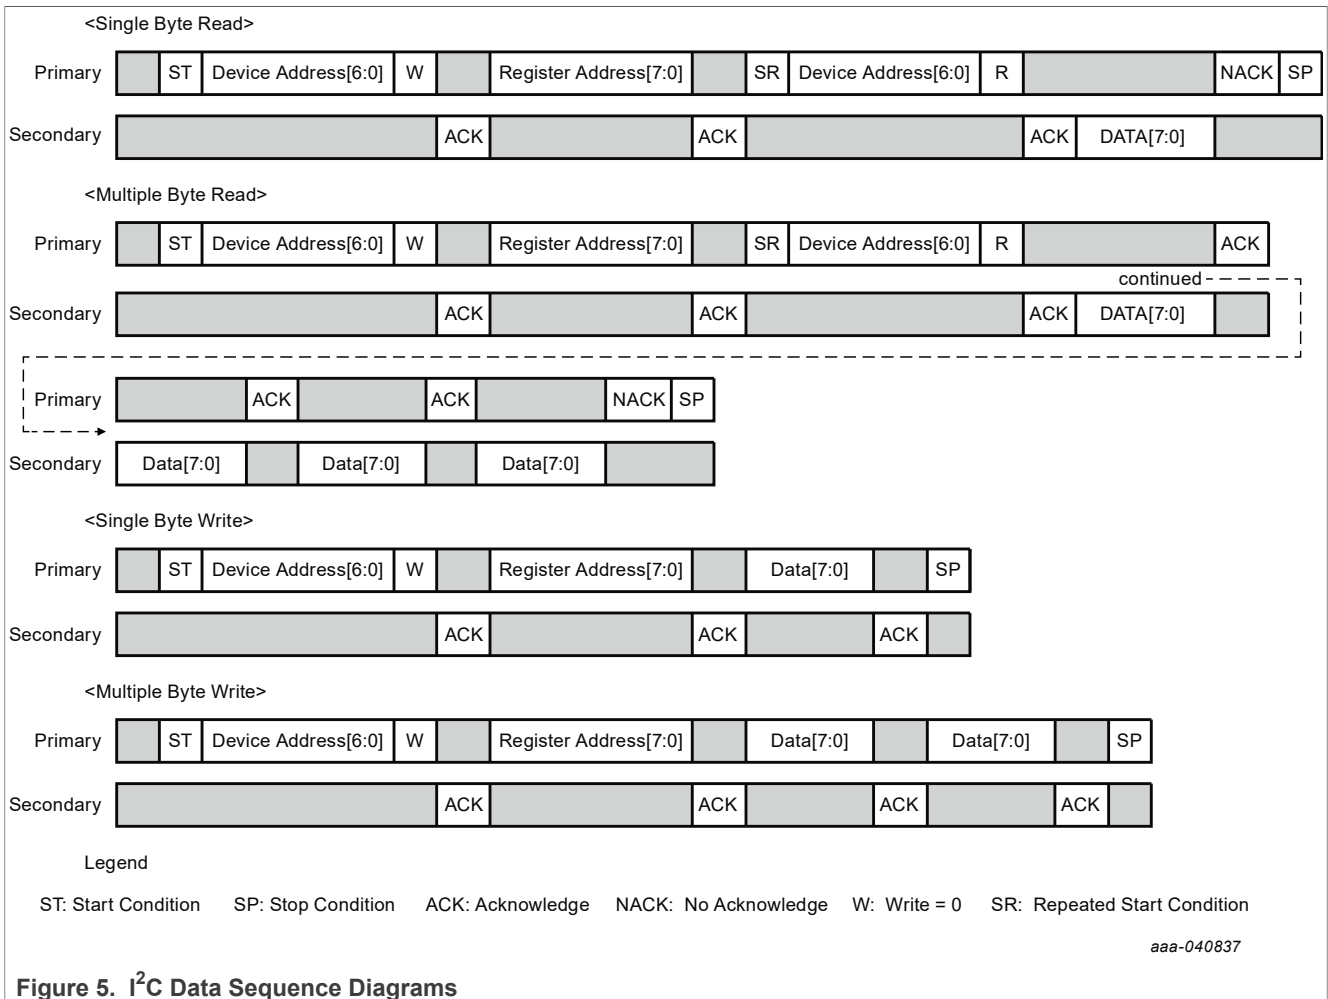 <Single Byte Read>
Primary ST Device Address[6:0] W Register Address[7:0] SR Device Address[6:0] R NACK SP
Secondary ACK ACK ACK DATA[7:0]
<Multiple Byte Read>
Primary ST Device Address[6:0] W Register Address[7:0] SR Device Address[6:0] R ACK
continued
Secondary ACK ACK ACK DATA[7:0]
Primary ACK ACK NACK SP
Secondary Data[7:0] Data[7:0] Data[7:0]
<Single Byte Write>
Primary ST Device Address[6:0] W Register Address[7:0] Data[7:0] SP
Secondary ACK ACK ACK
<Multiple Byte Write>
Primary ST Device Address[6:0] W Register Address[7:0] Data[7:0] Data[7:0] SP
Secondary ACK ACK ACK ACK
Legend
ST: Start Condition SP: Stop Condition ACK: Acknowledge NACK: No Acknowledge W: Write = 0 SR: Repeated Start Condition
aaa-040837
Figure 5. I²C Data Sequence Diagrams